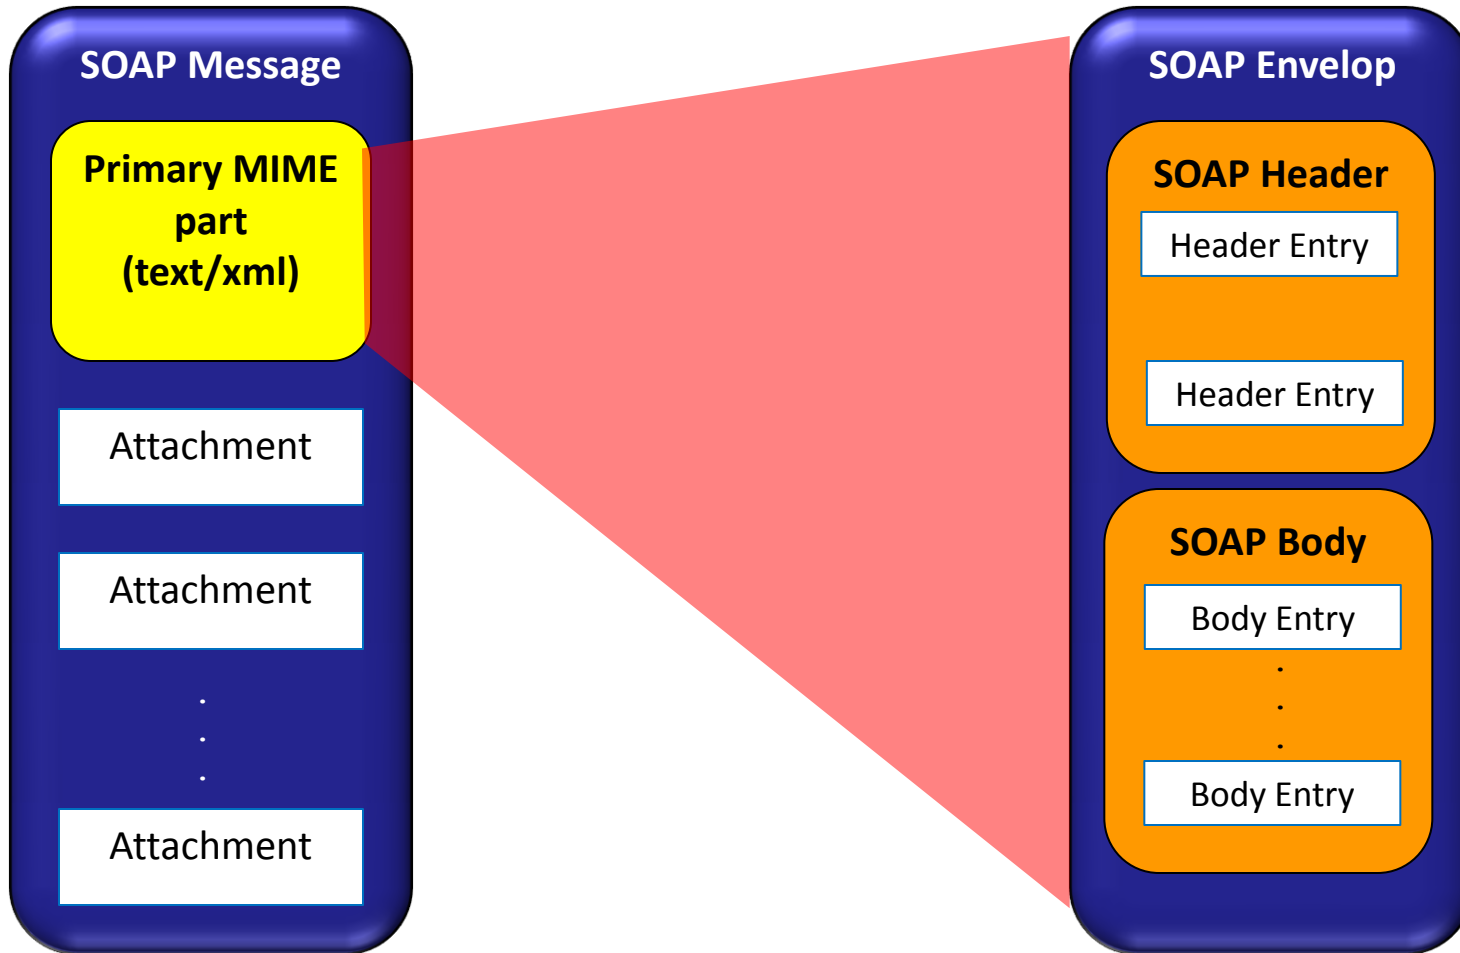 SOAP Message
Primary MIME
part
(text/xml)
Attachment
Attachment
.
.
.
Attachment
SOAP Envelop
SOAP Header
Header Entry
Header Entry
SOAP Body
Body Entry
.
.
.
Body Entry